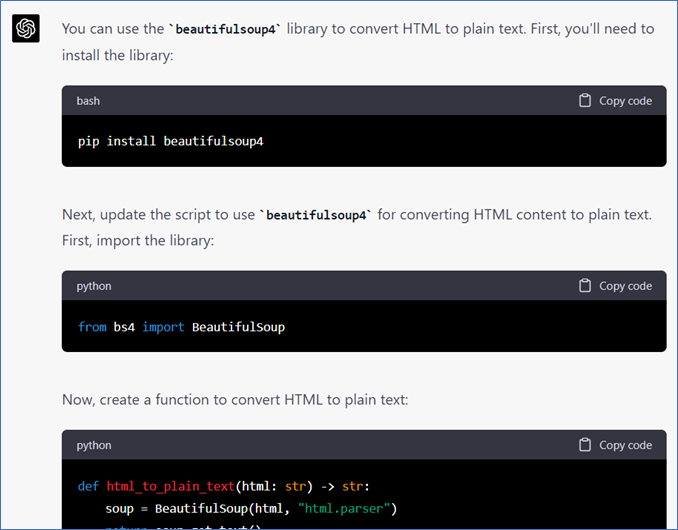 You can use the `beautifulsoup4` library to convert HTML to plain text. First, you'll need to
install the library:
bash
Copy code
pip install beautifulsoup4
Next, update the script to use `beautifulsoup4` for converting HTML content to plain text.
First, import the library:
python
Copy code
from bs4 import BeautifulSoup
Now, create a function to convert HTML to plain text:
python
Copy code
def html_to_plain_text(html: str) -> str:
    soup = BeautifulSoup(html, "html.parser")
    return soup.get_text()